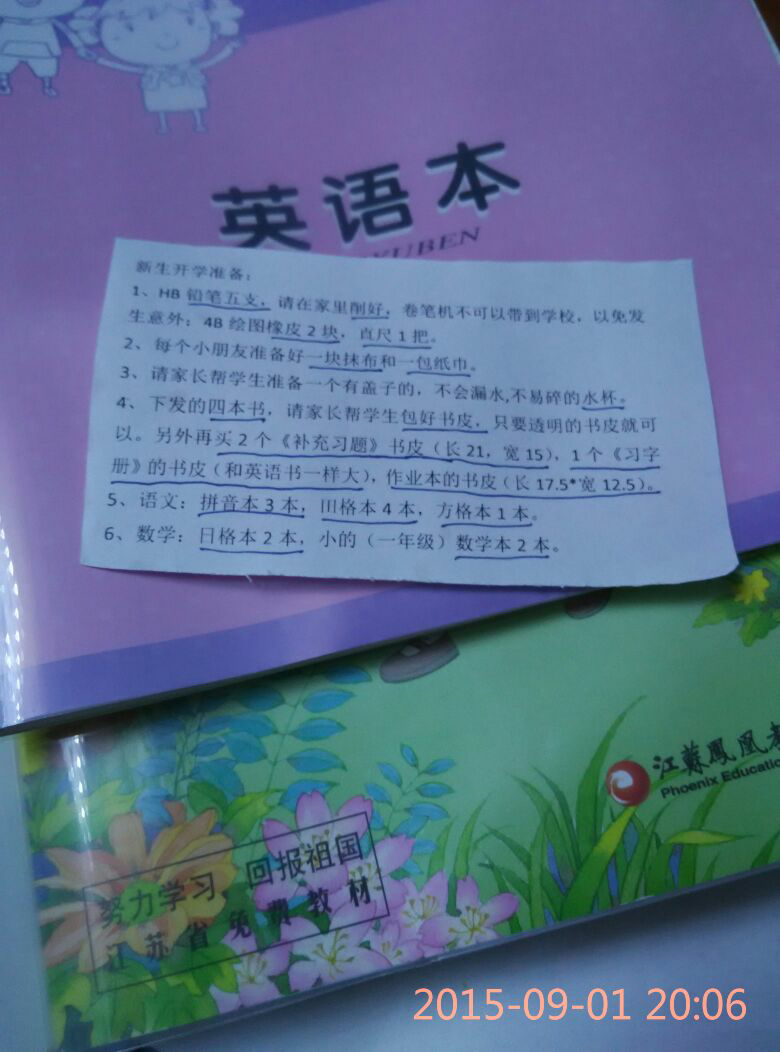 英语本
YUBEN
新生开学准备：
1、HB 铅笔五支，请在家里削好，卷笔机不可以带到学校，以免发
生意外；4B 绘图橡皮 2 块，直尺 1 把。
2、每个小朋友准备好一块抹布和一包纸巾。
3、请家长帮学生准备一个有盖子的，不会漏水,不易碎的水杯。
4、下发的四本书，请家长帮学生包好书皮，只要透明的书皮就可
以。另外再买 2 个《补充习题》书皮（长 21，宽 15），1 个《习字
册》的书皮（和英语书一样大），作业本的书皮（长 17.5*宽 12.5）。
5、语文：拼音本 3 本，田格本 4 本，方格本 1 本。
6、数学：日格本 2 本，小的（一年级）数学本 2 本。
江苏鳳凰
Phoenix Educatio
努力学习 回报祖国
江苏省免费教材
2015-09-01 20:06